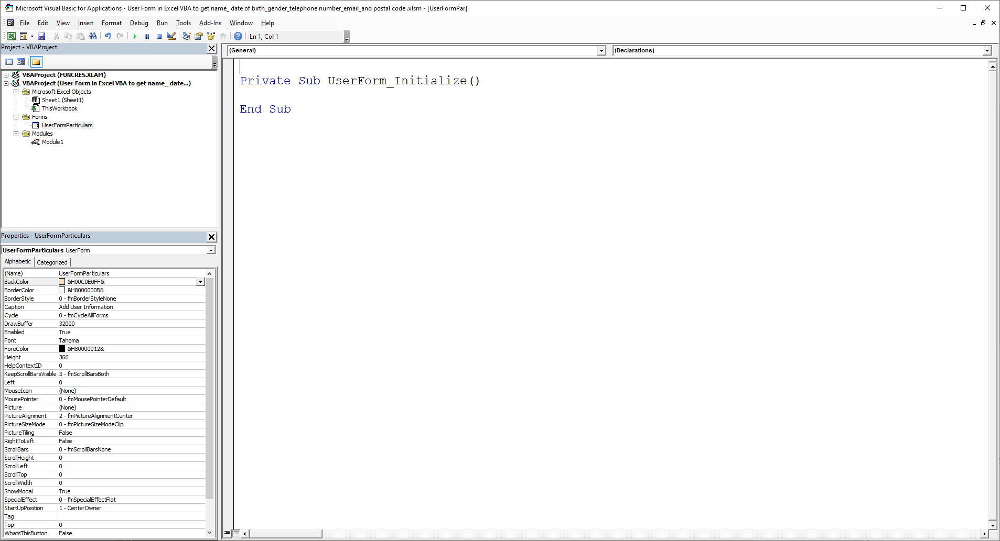 Microsoft Visual Basic for Applications - User Form in Excel VBA to get name_ date of birth_gender_telephone number_email_and postal code .xlsm - [UserFormPar]
File Edit View Insert Format Debug Run Tools Add-Ins Window Help
Ln 1, Col 1
Project - VBAProject
VBAProject (FUNCRES.XLAM)
VBAProject (User Form in Excel VBA to get name_ date...)
Microsoft Excel Objects
Sheet1 (Sheet1)
ThisWorkbook
Forms
UserFormParticulars
Modules
Module1
Properties - UserFormParticulars
UserFormParticulars UserForm
Alphabetic Categorized
(Name) UserFormParticulars
BackColor &H00C0E0FF&
BorderColor &H8000000B&
BorderStyle 0 - fmBorderStyleNone
Caption Add User Information
Cycle 0 - fmCycleAllForms
DrawBuffer 32000
Enabled True
Font Tahoma
ForeColor &H80000012&
Height 366
HelpContextID 0
KeepScrollBarsVisible 3 - fmScrollBarsBoth
Left 0
MouseIcon (None)
MousePointer 0 - fmMousePointerDefault
Picture (None)
PictureAlignment 2 - fmPictureAlignmentCenter
PictureSizeMode 0 - fmPictureSizeModeClip
PictureTiling False
RightToLeft False
ScrollBars 0 - fmScrollBarsNone
ScrollHeight 0
ScrollLeft 0
ScrollTop 0
ScrollWidth 0
ShowModal True
SpecialEffect 0 - fmSpecialEffectFlat
StartUpPosition 1 - CenterOwner
Tag
Top 0
WhatsThisButton False
(General) (Declarations)
Private Sub UserForm_Initialize()
End Sub